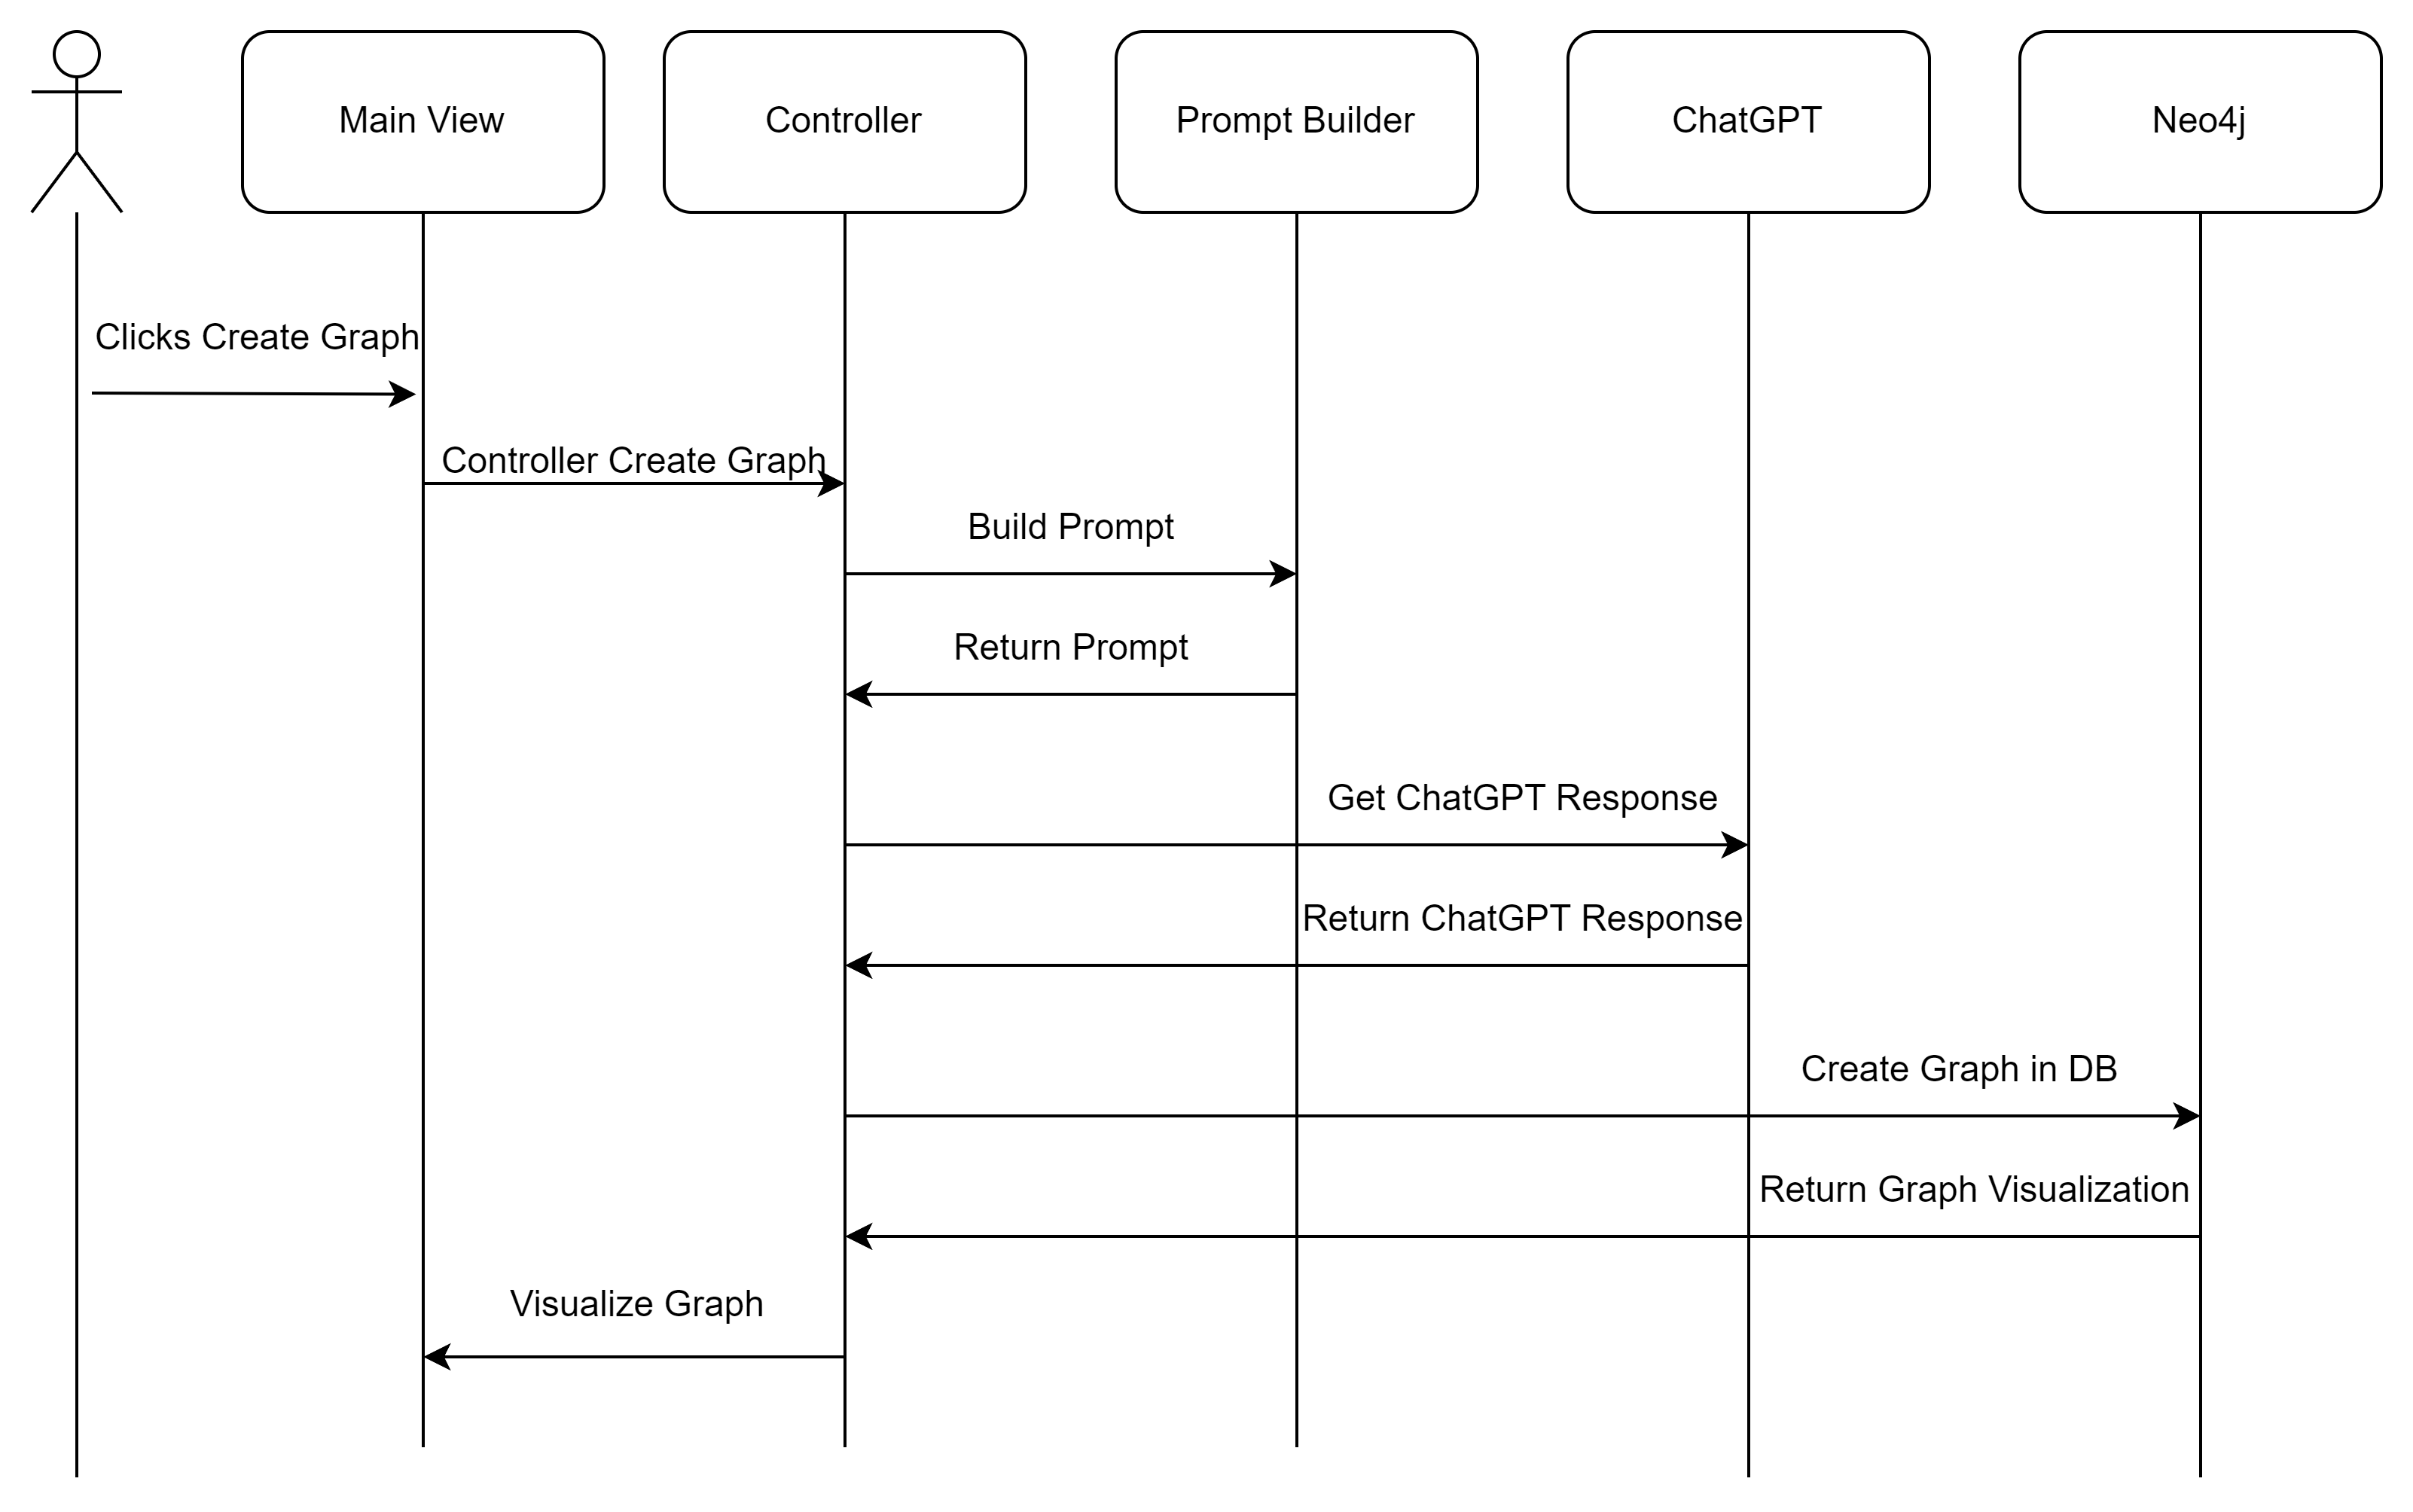 Main View
Controller
Prompt Builder
ChatGPT
Neo4j
Clicks Create Graph
Controller Create Graph
Build Prompt
Return Prompt
Get ChatGPT Response
Return ChatGPT Response
Create Graph in DB
Return Graph Visualization
Visualize Graph